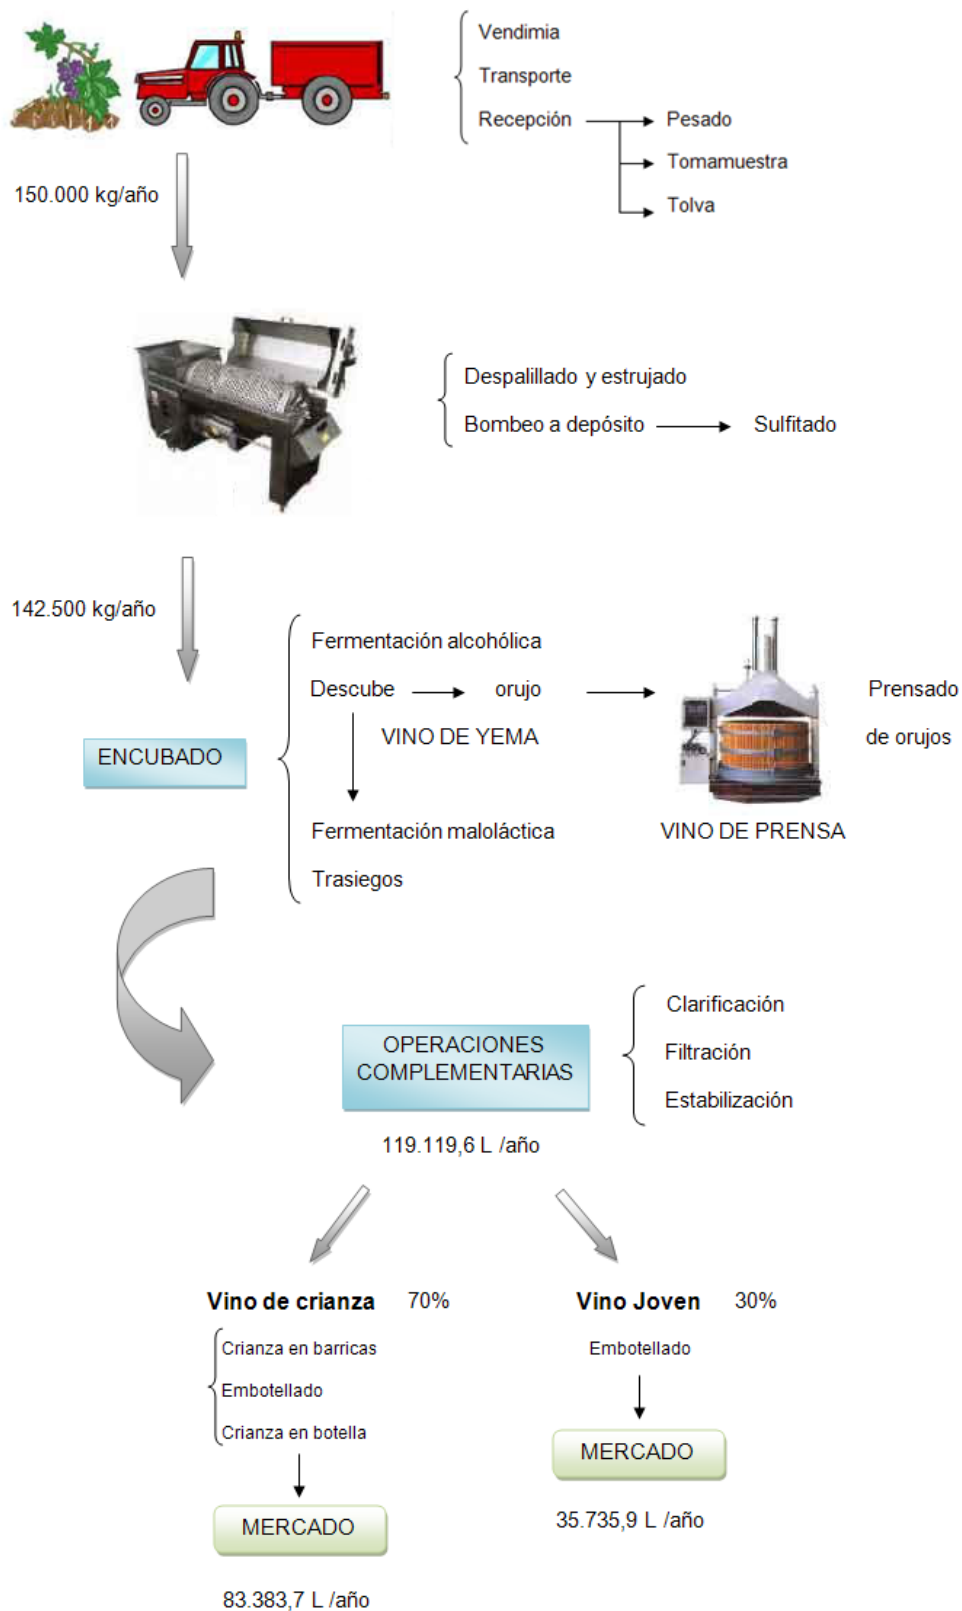 Vendimia
Transporte
Recepción
Pesado
Tomamuestra
Tolva
150.000 kg/año
Despalillado y estrujado
Bombeo a depósito
Sulfitado
142.500 kg/año
Fermentación alcohólica
Descube
orujo
Prensado
de orujos
VINO DE YEMA
ENCUBADO
Fermentación maloláctica
VINO DE PRENSA
Trasiegos
OPERACIONES
COMPLEMENTARIAS
Clarificación
Filtración
Estabilización
119.119,6 L /año
Vino de crianza 70%
Crianza en barricas
Embotellado
Crianza en botella
MERCADO
83.383,7 L /año
Vino Joven 30%
Embotellado
MERCADO
35.735,9 L /año